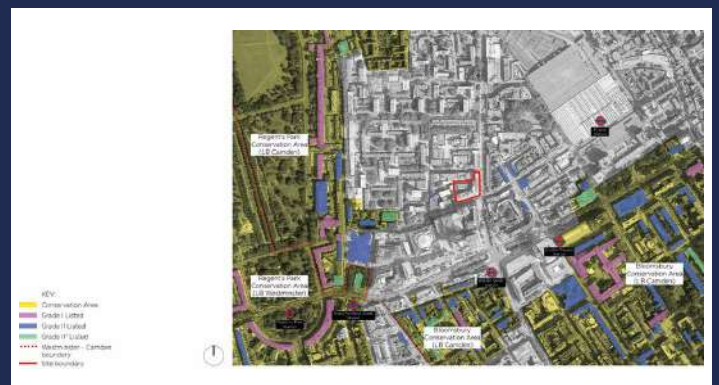 Regent's Park
Conservation Area
(LB Camden)
Regent's Park
Conservation Area
(LB Westminster)
Bloomsbury
Conservation Area
(LB Camden)
Bloomsbury
Conservation Area
(LB Camden)
KEY:
Conservation Area
Grade I Listed
Grade II Listed
Grade II* Listed
Westminster - Camden
boundary
Site boundary